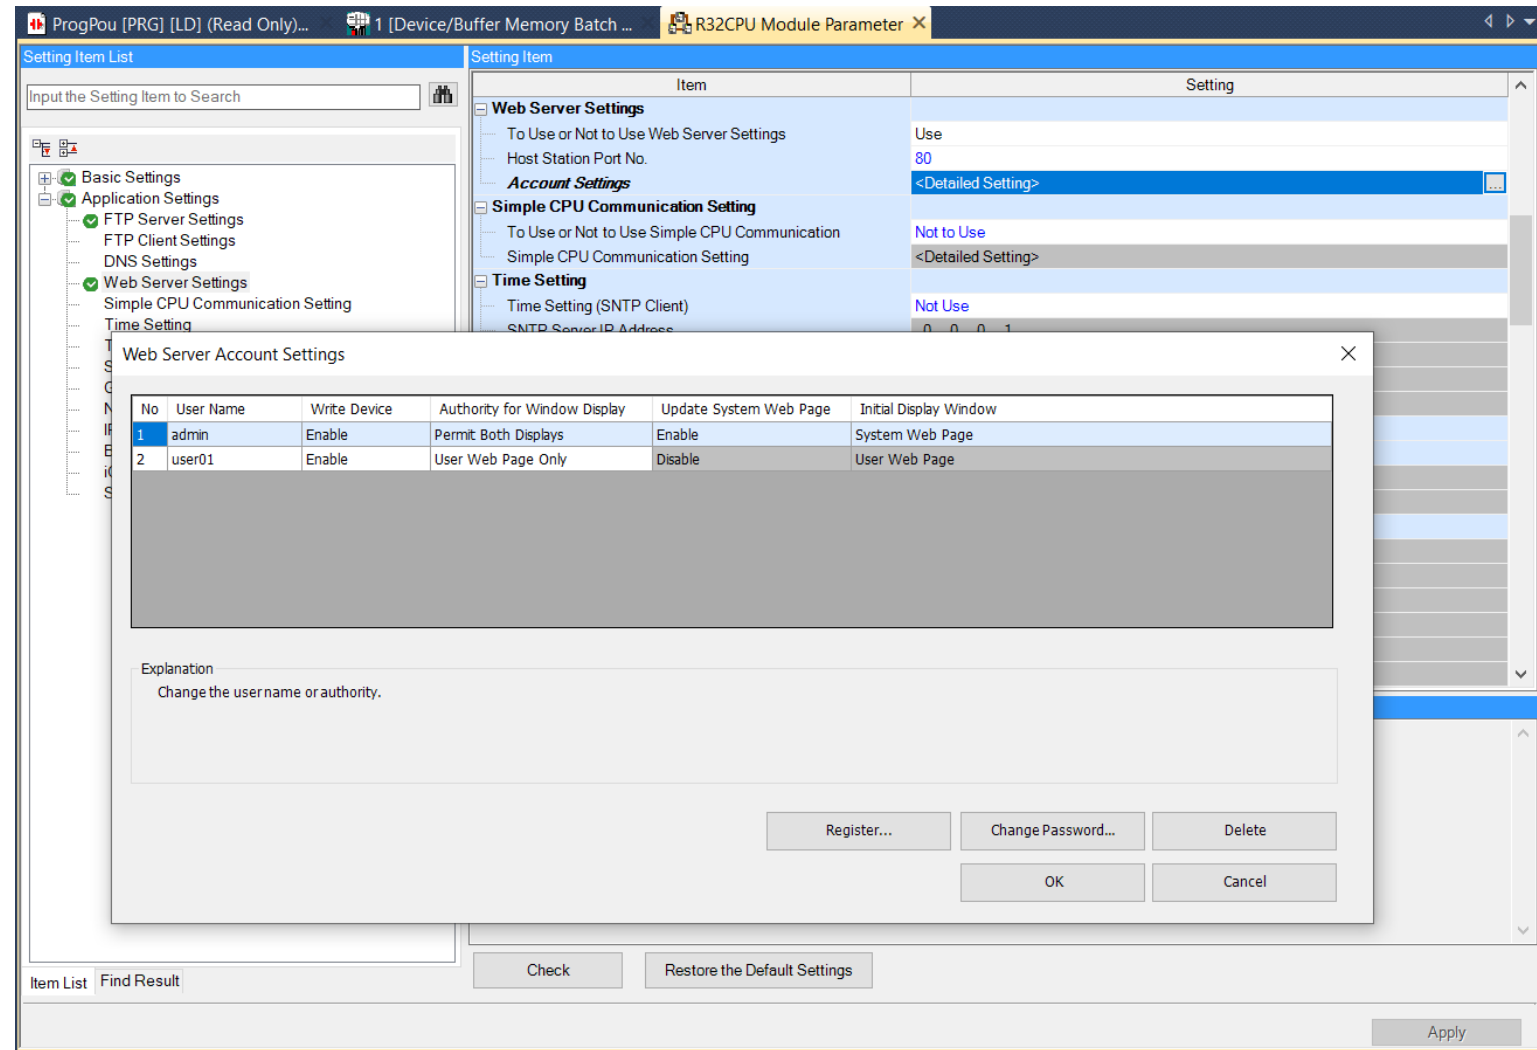 ProgPou [PRG] [LD] (Read Only)... 1 [Device/Buffer Memory Batch ... R32CPU Module Parameter
Setting Item List
Input the Setting Item to Search
Basic Settings
Application Settings
FTP Server Settings
FTP Client Settings
DNS Settings
Web Server Settings
Simple CPU Communication Setting
Time Setting
Setting Item
Item Setting
Web Server Settings
To Use or Not to Use Web Server Settings Use
Host Station Port No. 80
Account Settings <Detailed Setting> ...
Simple CPU Communication Setting
To Use or Not to Use Simple CPU Communication Not to Use
Simple CPU Communication Setting <Detailed Setting>
Time Setting
Time Setting (SNTP Client) Not Use
SNTP Server IP Address 0 0 0 1
Web Server Account Settings
No User Name Write Device Authority for Window Display Update System Web Page Initial Display Window
1 admin Enable Permit Both Displays Enable System Web Page
2 user01 Enable User Web Page Only Disable User Web Page
Explanation
Change the user name or authority.
Register... Change Password... Delete
OK Cancel
Item List Find Result
Check Restore the Default Settings
Apply